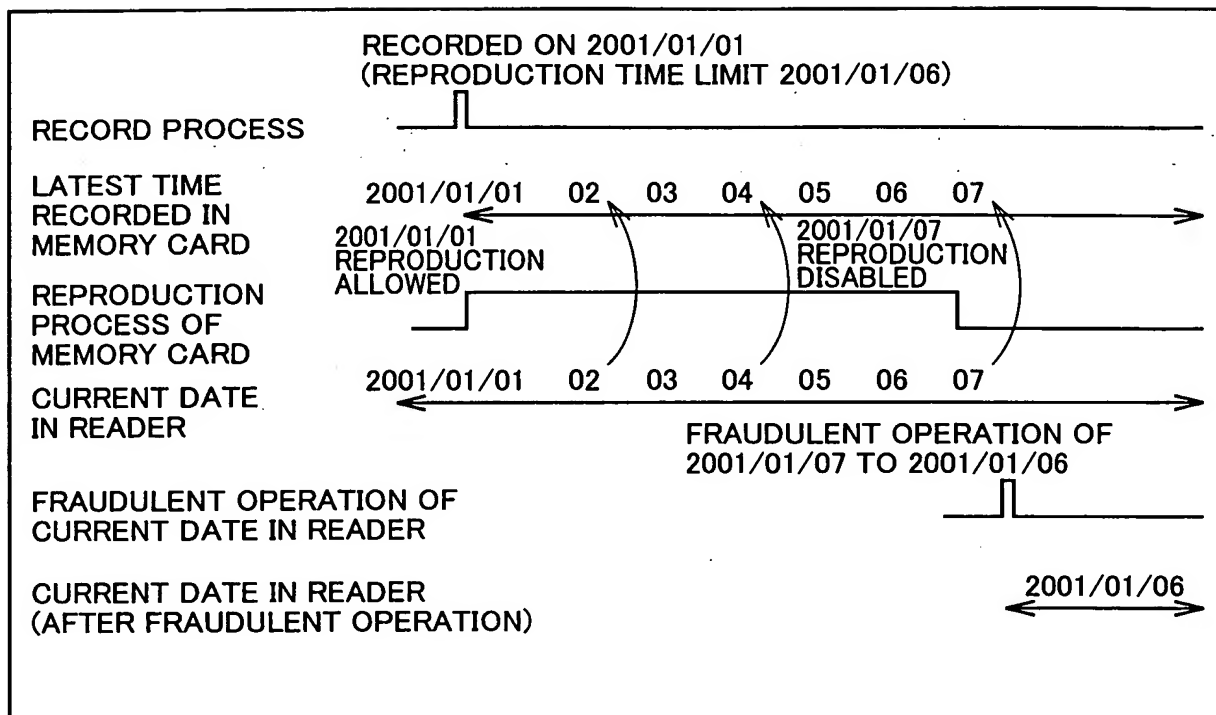 RECORDED ON 2001/01/01
(REPRODUCTION TIME LIMIT 2001/01/06)
RECORD PROCESS
LATEST TIME
RECORDED IN
MEMORY CARD
2001/01/01 02 03 04 05 06 07
2001/01/01
REPRODUCTION
ALLOWED
2001/01/07
REPRODUCTION
DISABLED
REPRODUCTION
PROCESS OF
MEMORY CARD
CURRENT DATE
IN READER
2001/01/01 02 03 04 05 06 07
FRAUDULENT OPERATION OF
2001/01/07 TO 2001/01/06
FRAUDULENT OPERATION OF
CURRENT DATE IN READER
CURRENT DATE IN READER
(AFTER FRAUDULENT OPERATION)
2001/01/06